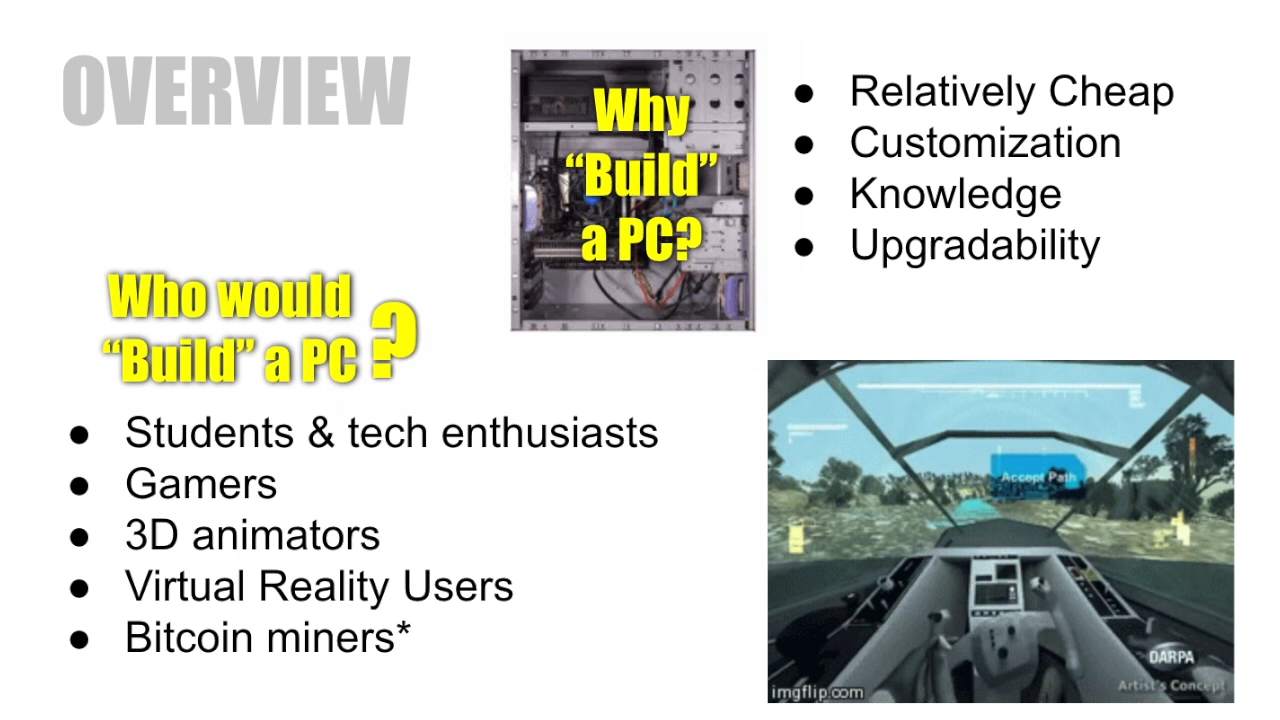 OVERVIEW
Why
“Build”
a PC?
● Relatively Cheap
● Customization
● Knowledge
● Upgradability
Who would
“Build” a PC ?
● Students & tech enthusiasts
● Gamers
● 3D animators
● Virtual Reality Users
● Bitcoin miners*
Accept Path
DARPA
Artist's Concept
imgflip.com